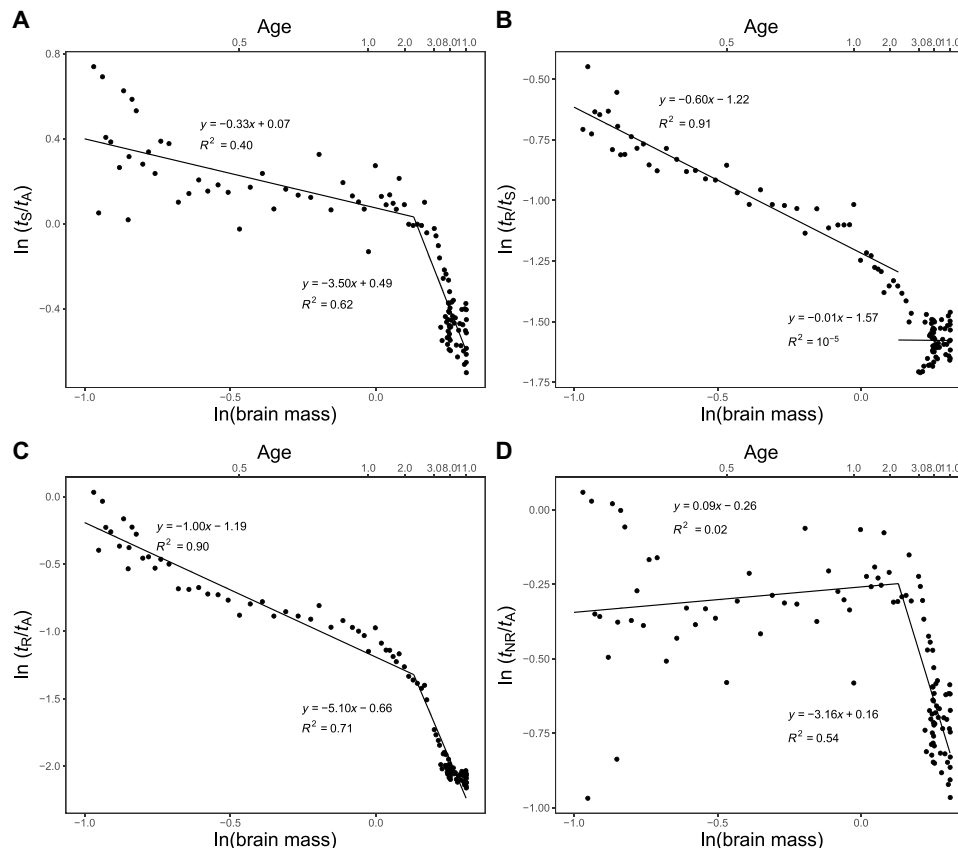 A
Age
0.5 1.0 2.0 3.0 8.0 11.0
ln (tS/tA)
0.8
0.4
0.0
−0.4
y = −0.33x + 0.07
R² = 0.40
y = −3.50x + 0.49
R² = 0.62
−1.0 −0.5 0.0
ln(brain mass)
B
Age
0.5 1.0 2.0 3.0 8.0 11.0
ln (tR/tS)
−0.50
−0.75
−1.00
−1.25
−1.50
−1.75
y = −0.60x − 1.22
R² = 0.91
y = −0.01x − 1.57
R² = 10⁻⁵
−1.0 −0.5 0.0
ln(brain mass)
C
Age
0.5 1.0 2.0 3.0 8.0 11.0
ln (tR/tA)
0.0
−0.5
−1.0
−1.5
−2.0
y = −1.00x − 1.19
R² = 0.90
y = −5.10x − 0.66
R² = 0.71
−1.0 −0.5 0.0
ln(brain mass)
D
Age
0.5 1.0 2.0 3.0 8.0 11.0
ln (tNR/tA)
0.00
−0.25
−0.50
−0.75
−1.00
y = 0.09x − 0.26
R² = 0.02
y = −3.16x + 0.16
R² = 0.54
−1.0 −0.5 0.0
ln(brain mass)